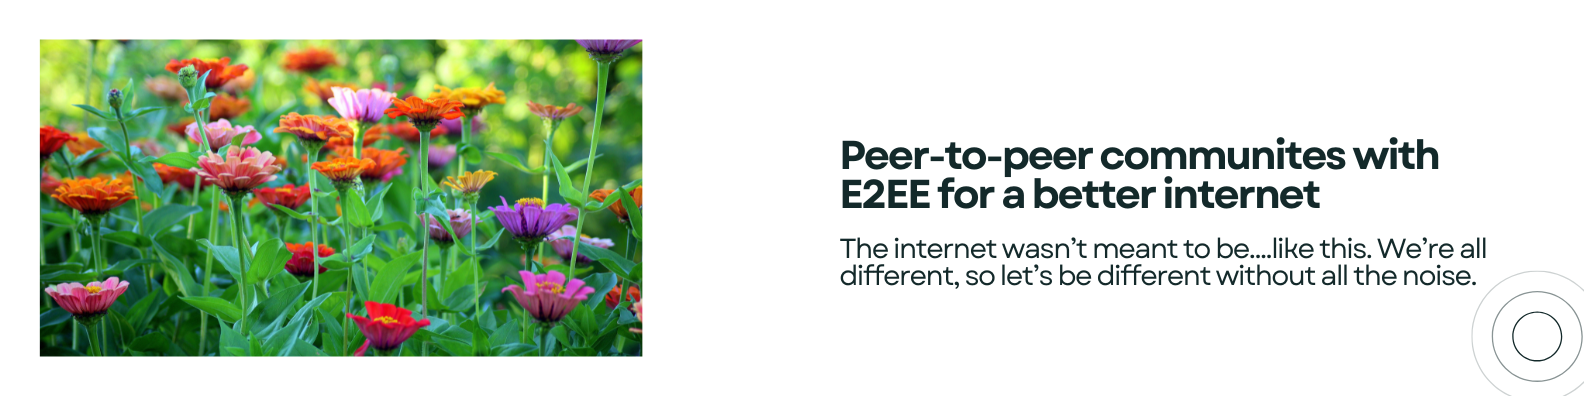 Peer-to-peer communites with
E2EE for a better internet
The internet wasn’t meant to be....like this. We’re all
different, so let’s be different without all the noise.